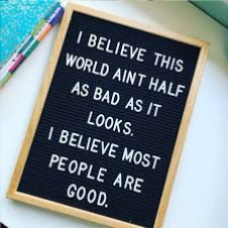 I BELIEVE THIS
WORLD AINT HALF
AS BAD AS IT
LOOKS.
I BELIEVE MOST
PEOPLE ARE
GOOD.